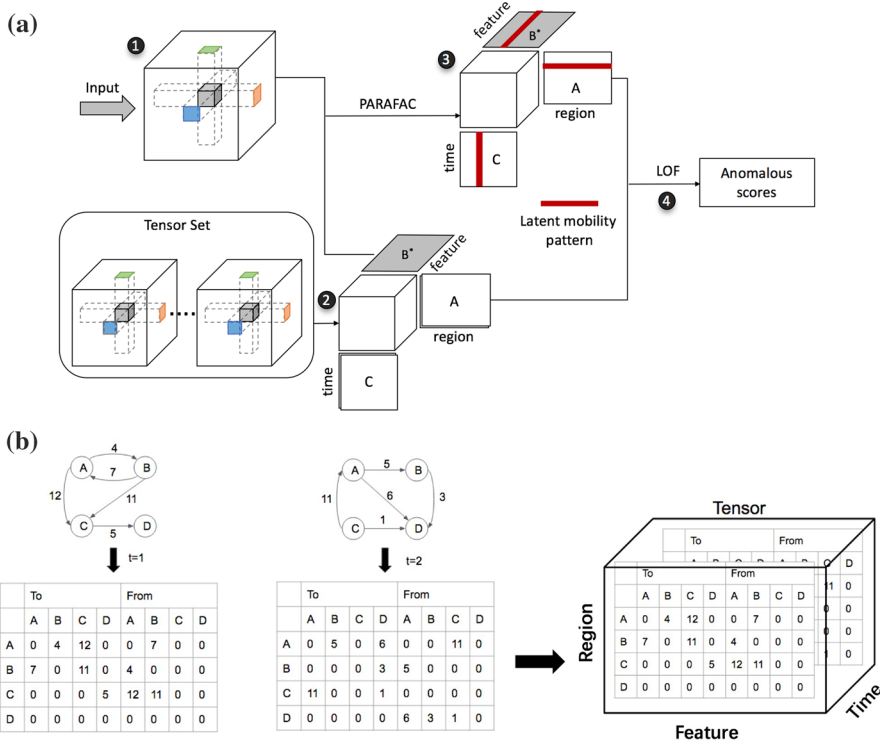 (a)
1
Input
PARAFAC
3
feature
B*
A
region
time
C
LOF
4
Anomalous
scores
Latent mobility
pattern
Tensor Set
2
B*
feature
A
region
time
C
(b)
4
A B
7
12 11
C D
5
t=1
To From
A B C D A B C D
A 0 4 12 0 0 7 0 0
B 7 0 11 0 4 0 0 0
C 0 0 0 5 12 11 0 0
D 0 0 0 0 0 0 0 0
5
A B
11 6 3
1
C D
t=2
To From
A B C D A B C D
A 0 5 0 6 0 0 11 0
B 0 0 0 3 5 0 0 0
C 11 0 0 1 0 0 0 0
D 0 0 0 0 6 3 1 0
Tensor
To From
D
11 0
0
0
0
To From
A B C D A B C D
A 0 4 12 0 0 7 0 0
B 7 0 11 0 4 0 0 0
C 0 0 0 5 12 11 0 0
D 0 0 0 0 0 0 0 0
Region
Feature
Time